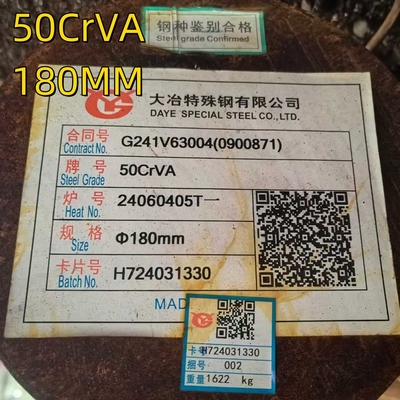 50CrVA
180MM
钢种鉴别合格
Steel grade Confirmed
大冶特殊钢有限公司
DAYE SPECIAL STEEL CO.,LTD.
合同号 G241V63004(0900871)
Contract No.
牌 号 50CrVA
Steel Grade
炉 号 24060405T一
Heat No.
规 格 Φ180mm
Size
卡片号 H724031330
Batch No.
MAD
卡号 H724031330
捆号 002
重量 1622 kg